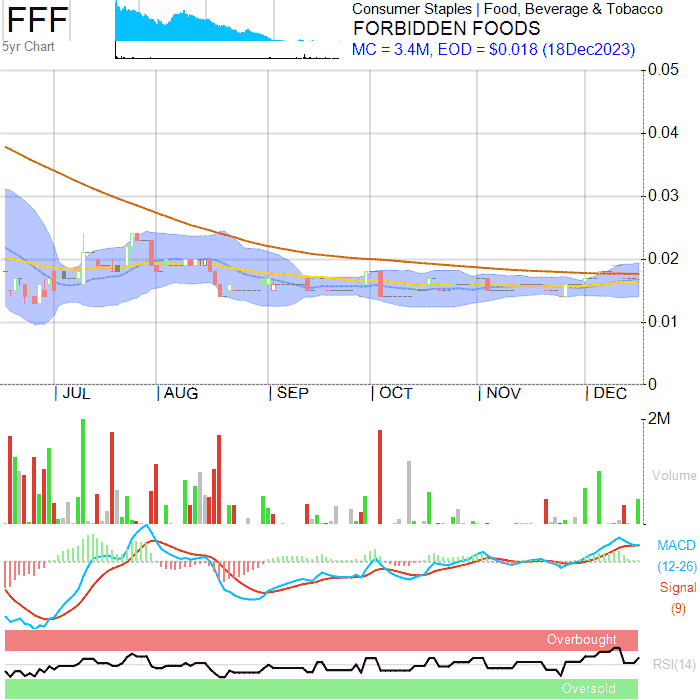 FFF
5yr Chart
Consumer Staples | Food, Beverage & Tobacco
FORBIDDEN FOODS
MC = 3.4M, EOD = $0.018 (18Dec2023)
0.05
0.04
0.03
0.02
0.01
0
JUL AUG SEP OCT NOV DEC
2M
Volume
MACD
(12-26)
Signal
(9)
Overbought
RSI(14)
Oversold